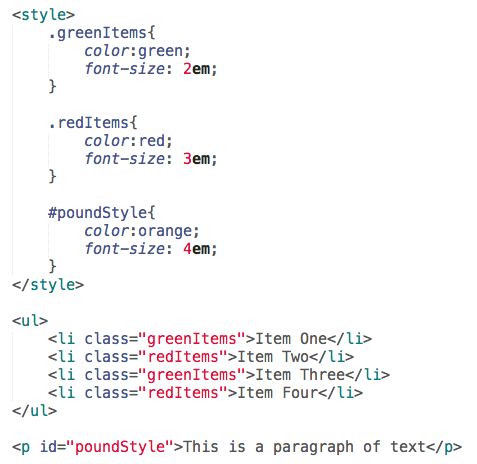 <style>
    .greenItems{
        color:green;
        font-size: 2em;
    }

    .redItems{
        color:red;
        font-size: 3em;
    }

    #poundStyle{
        color:orange;
        font-size: 4em;
    }
</style>

<ul>
    <li class="greenItems">Item One</li>
    <li class="redItems">Item Two</li>
    <li class="greenItems">Item Three</li>
    <li class="redItems">Item Four</li>
</ul>

<p id="poundStyle">This is a paragraph of text</p>